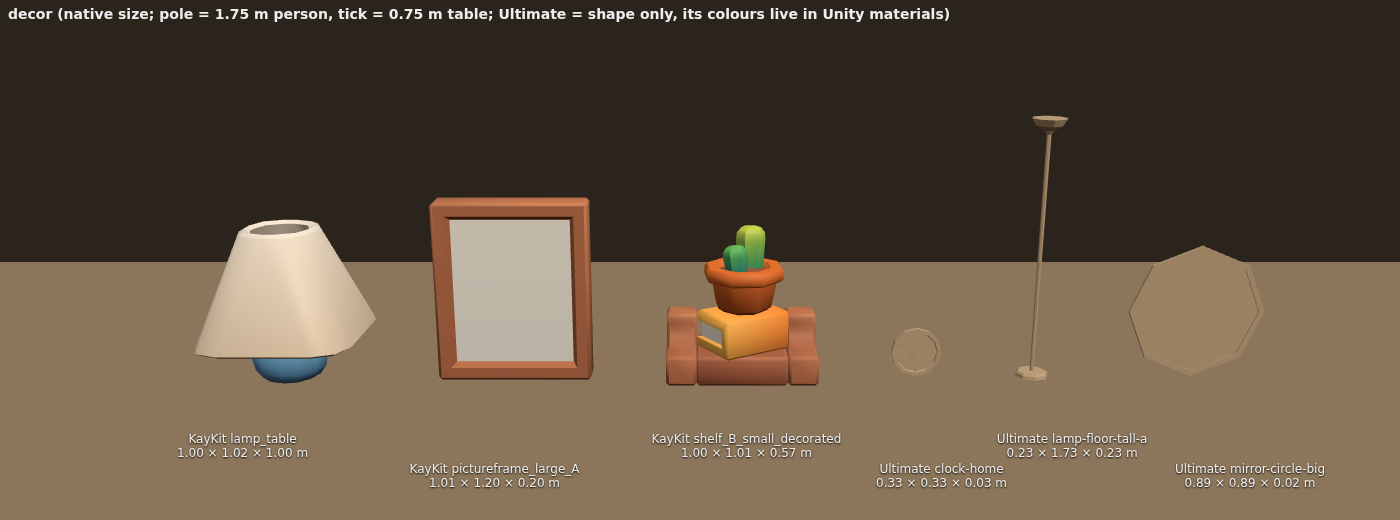 decor (native size; pole = 1.75 m person, tick = 0.75 m table; Ultimate = shape only, its colours live in Unity materials)
KayKit lamp_table
1.00 × 1.02 × 1.00 m
KayKit pictureframe_large_A
1.01 × 1.20 × 0.20 m
KayKit shelf_B_small_decorated
1.00 × 1.01 × 0.57 m
Ultimate clock-home
0.33 × 0.33 × 0.03 m
Ultimate lamp-floor-tall-a
0.23 × 1.73 × 0.23 m
Ultimate mirror-circle-big
0.89 × 0.89 × 0.02 m